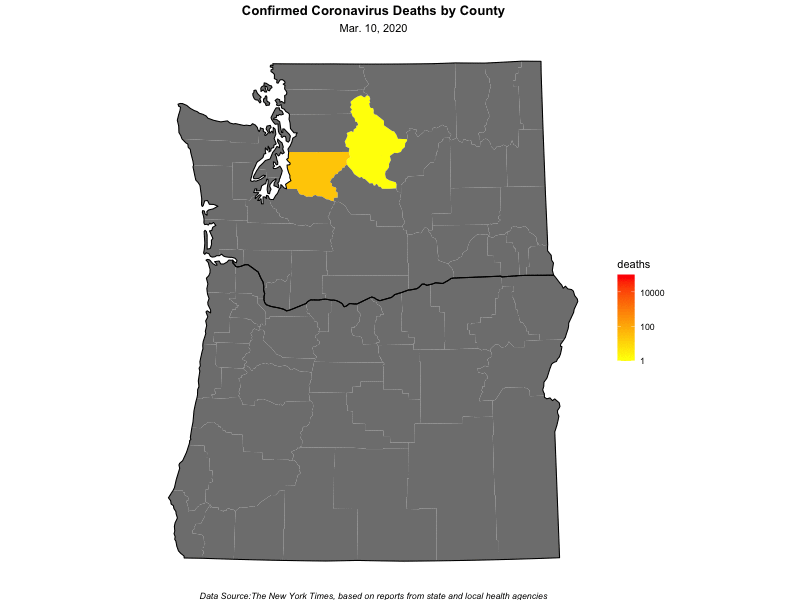 Confirmed Coronavirus Deaths by County
Mar. 10, 2020
deaths
10000
100
1
Data Source:The New York Times, based on reports from state and local health agencies